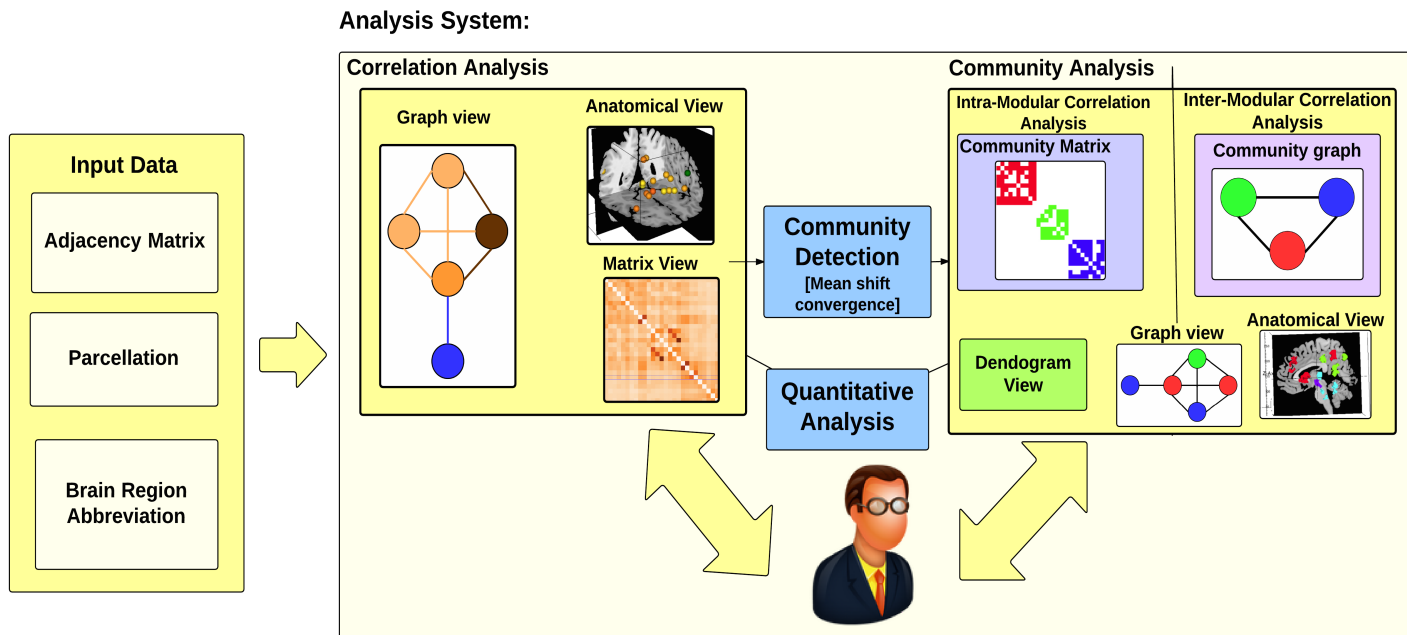 Analysis System:
Input Data
Adjacency Matrix
Parcellation
Brain Region
Abbreviation
Correlation Analysis
Graph view
Anatomical View
Matrix View
Community
Detection
[Mean shift
convergence]
Quantitative
Analysis
Community Analysis
Intra-Modular Correlation
Analysis
Community Matrix
Inter-Modular Correlation
Analysis
Community graph
Dendogram
View
Graph view
Anatomical View